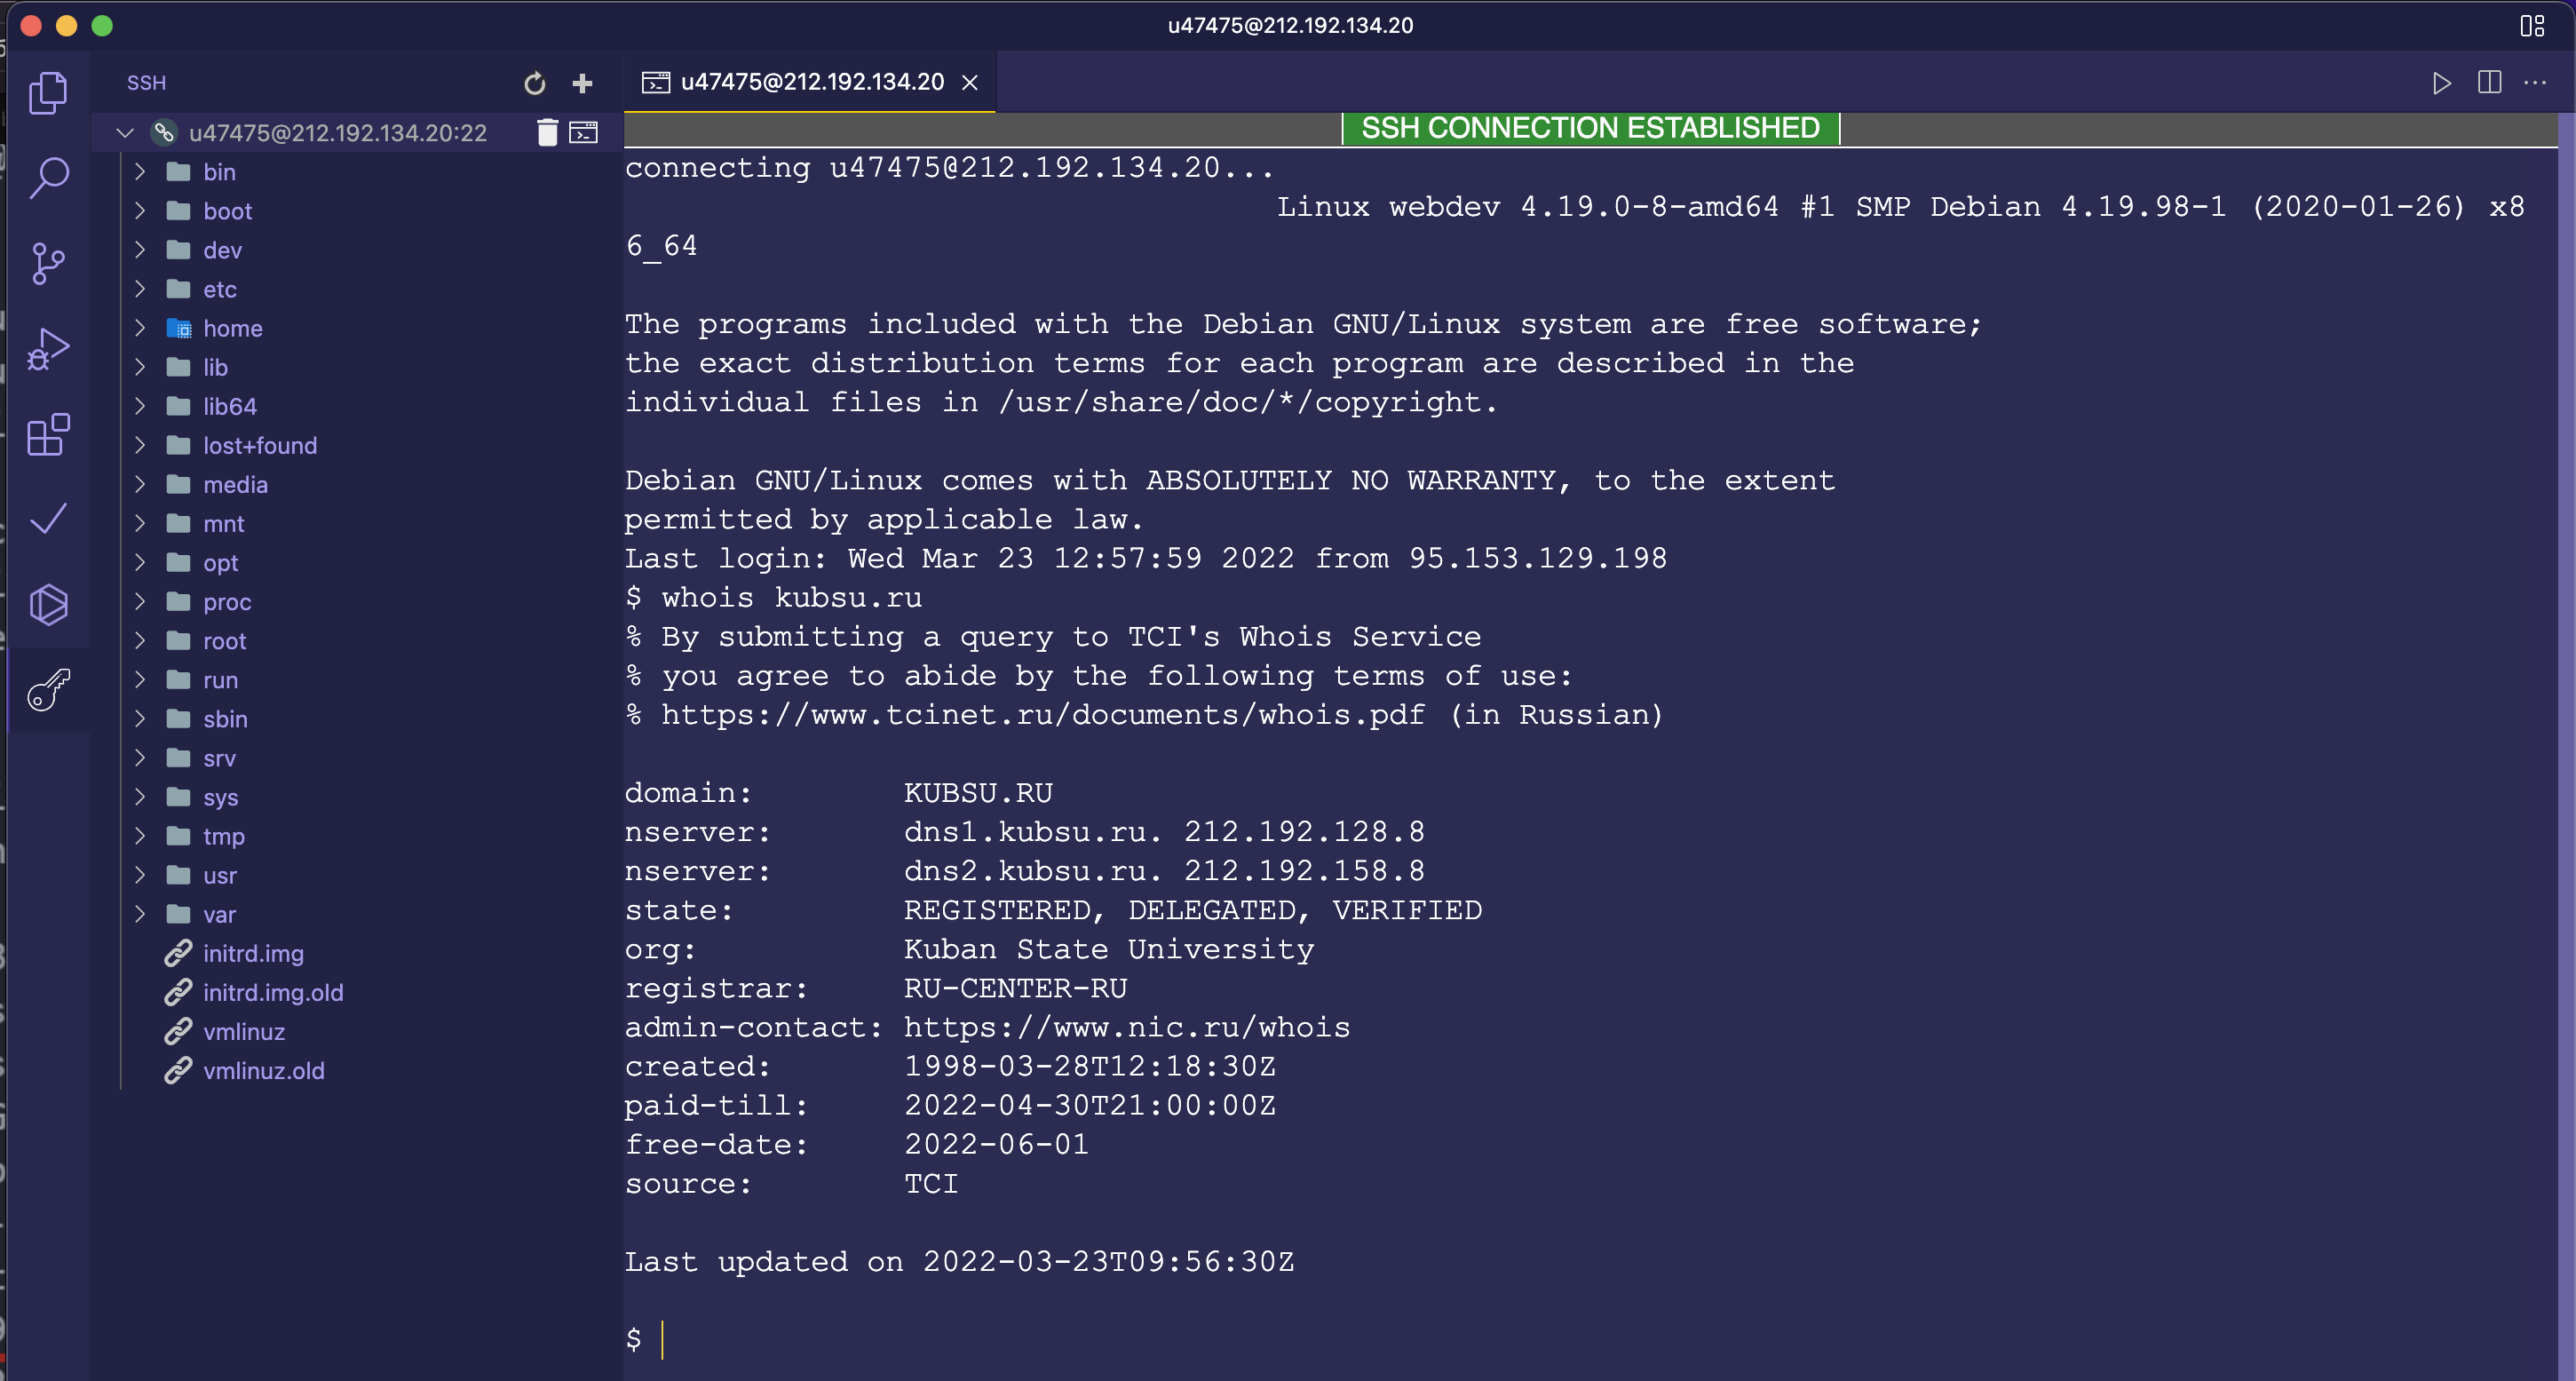 u47475@212.192.134.20
SSH
u47475@212.192.134.20:22
bin
boot
dev
etc
home
lib
lib64
lost+found
media
mnt
opt
proc
root
run
sbin
srv
sys
tmp
usr
var
initrd.img
initrd.img.old
vmlinuz
vmlinuz.old
u47475@212.192.134.20
SSH CONNECTION ESTABLISHED
connecting u47475@212.192.134.20...
Linux webdev 4.19.0-8-amd64 #1 SMP Debian 4.19.98-1 (2020-01-26) x8
6_64
The programs included with the Debian GNU/Linux system are free software;
the exact distribution terms for each program are described in the
individual files in /usr/share/doc/*/copyright.
Debian GNU/Linux comes with ABSOLUTELY NO WARRANTY, to the extent
permitted by applicable law.
Last login: Wed Mar 23 12:57:59 2022 from 95.153.129.198
$ whois kubsu.ru
% By submitting a query to TCI's Whois Service
% you agree to abide by the following terms of use:
% https://www.tcinet.ru/documents/whois.pdf (in Russian)
domain: KUBSU.RU
nserver: dns1.kubsu.ru. 212.192.128.8
nserver: dns2.kubsu.ru. 212.192.158.8
state: REGISTERED, DELEGATED, VERIFIED
org: Kuban State University
registrar: RU-CENTER-RU
admin-contact: https://www.nic.ru/whois
created: 1998-03-28T12:18:30Z
paid-till: 2022-04-30T21:00:00Z
free-date: 2022-06-01
source: TCI
Last updated on 2022-03-23T09:56:30Z
$